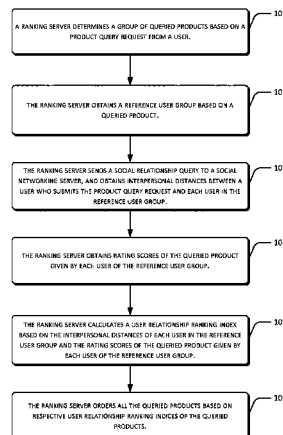 A RANKING SERVER DETERMINES A GROUP OF QUERIED PRODUCTS BASED ON A
PRODUCT QUERY REQUEST FROM A USER.
10
THE RANKING SERVER OBTAINS A REFERENCE USER GROUP BASED ON A
QUERIED PRODUCT.
10
THE RANKING SERVER SENDS A SOCIAL RELATIONSHIP QUERY TO A SOCIAL
NETWORKING SERVER, AND OBTAINS INTERPERSONAL DISTANCES BETWEEN A
USER WHO SUBMITS THE PRODUCT QUERY REQUEST AND EACH USER IN THE
REFERENCE USER GROUP.
10
THE RANKING SERVER OBTAINS RATING SCORES OF THE QUERIED PRODUCT
GIVEN BY EACH USER OF THE REFERENCE USER GROUP.
10
THE RANKING SERVER CALCULATES A USER RELATIONSHIP RANKING INDEX
BASED ON THE INTERPERSONAL DISTANCES OF EACH USER IN THE REFERENCE
USER GROUP AND THE RATING SCORES OF THE QUERIED PRODUCT GIVEN BY
EACH USER OF THE REFERENCE USER GROUP.
10
THE RANKING SERVER ORDERS ALL THE QUERIED PRODUCTS BASED ON
RESPECTIVE USER RELATIONSHIP RANKING INDICES OF THE QUERIED
PRODUCTS.
10